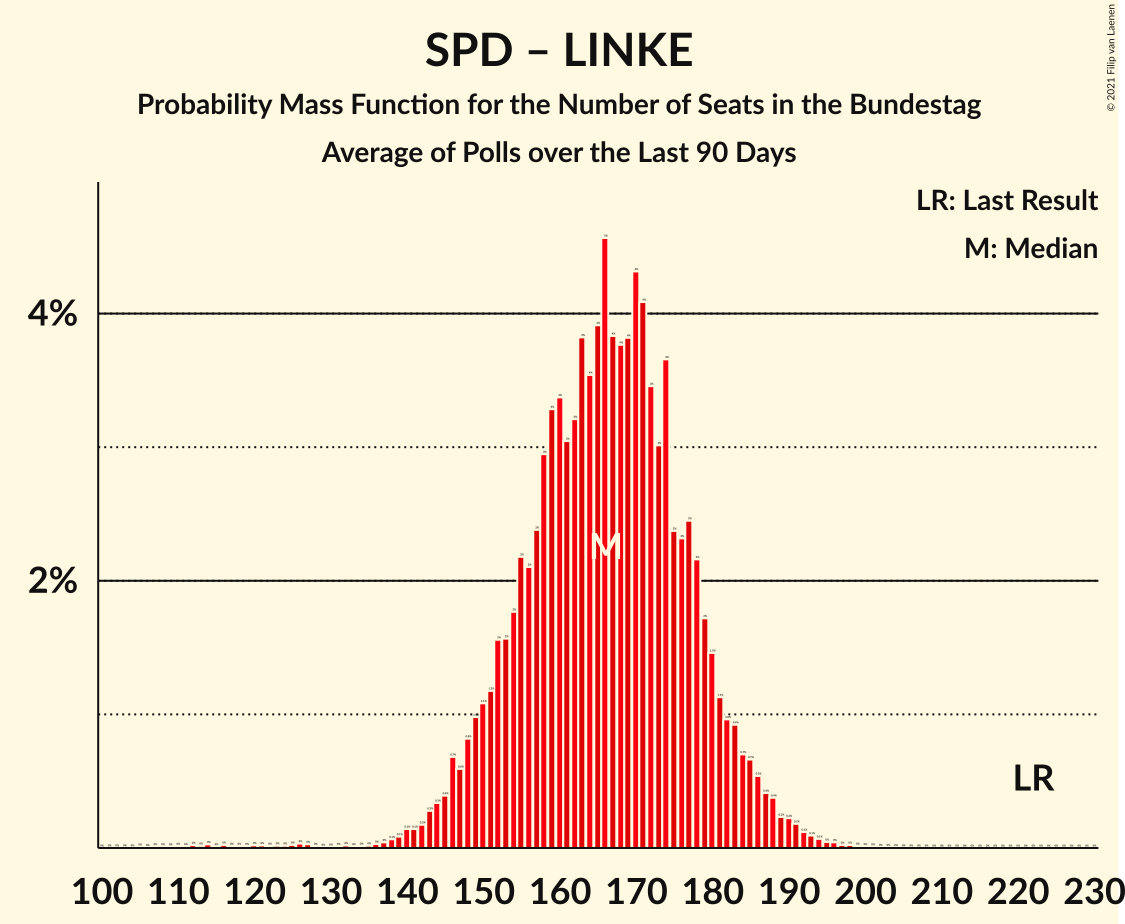 SPD – LINKE
Probability Mass Function for the Number of Seats in the Bundestag
Average of Polls over the Last 90 Days
© 2021 Filip van Laenen
LR: Last Result
M: Median
4%
2%
M
LR
100 110 120 130 140 150 160 170 180 190 200 210 220 230